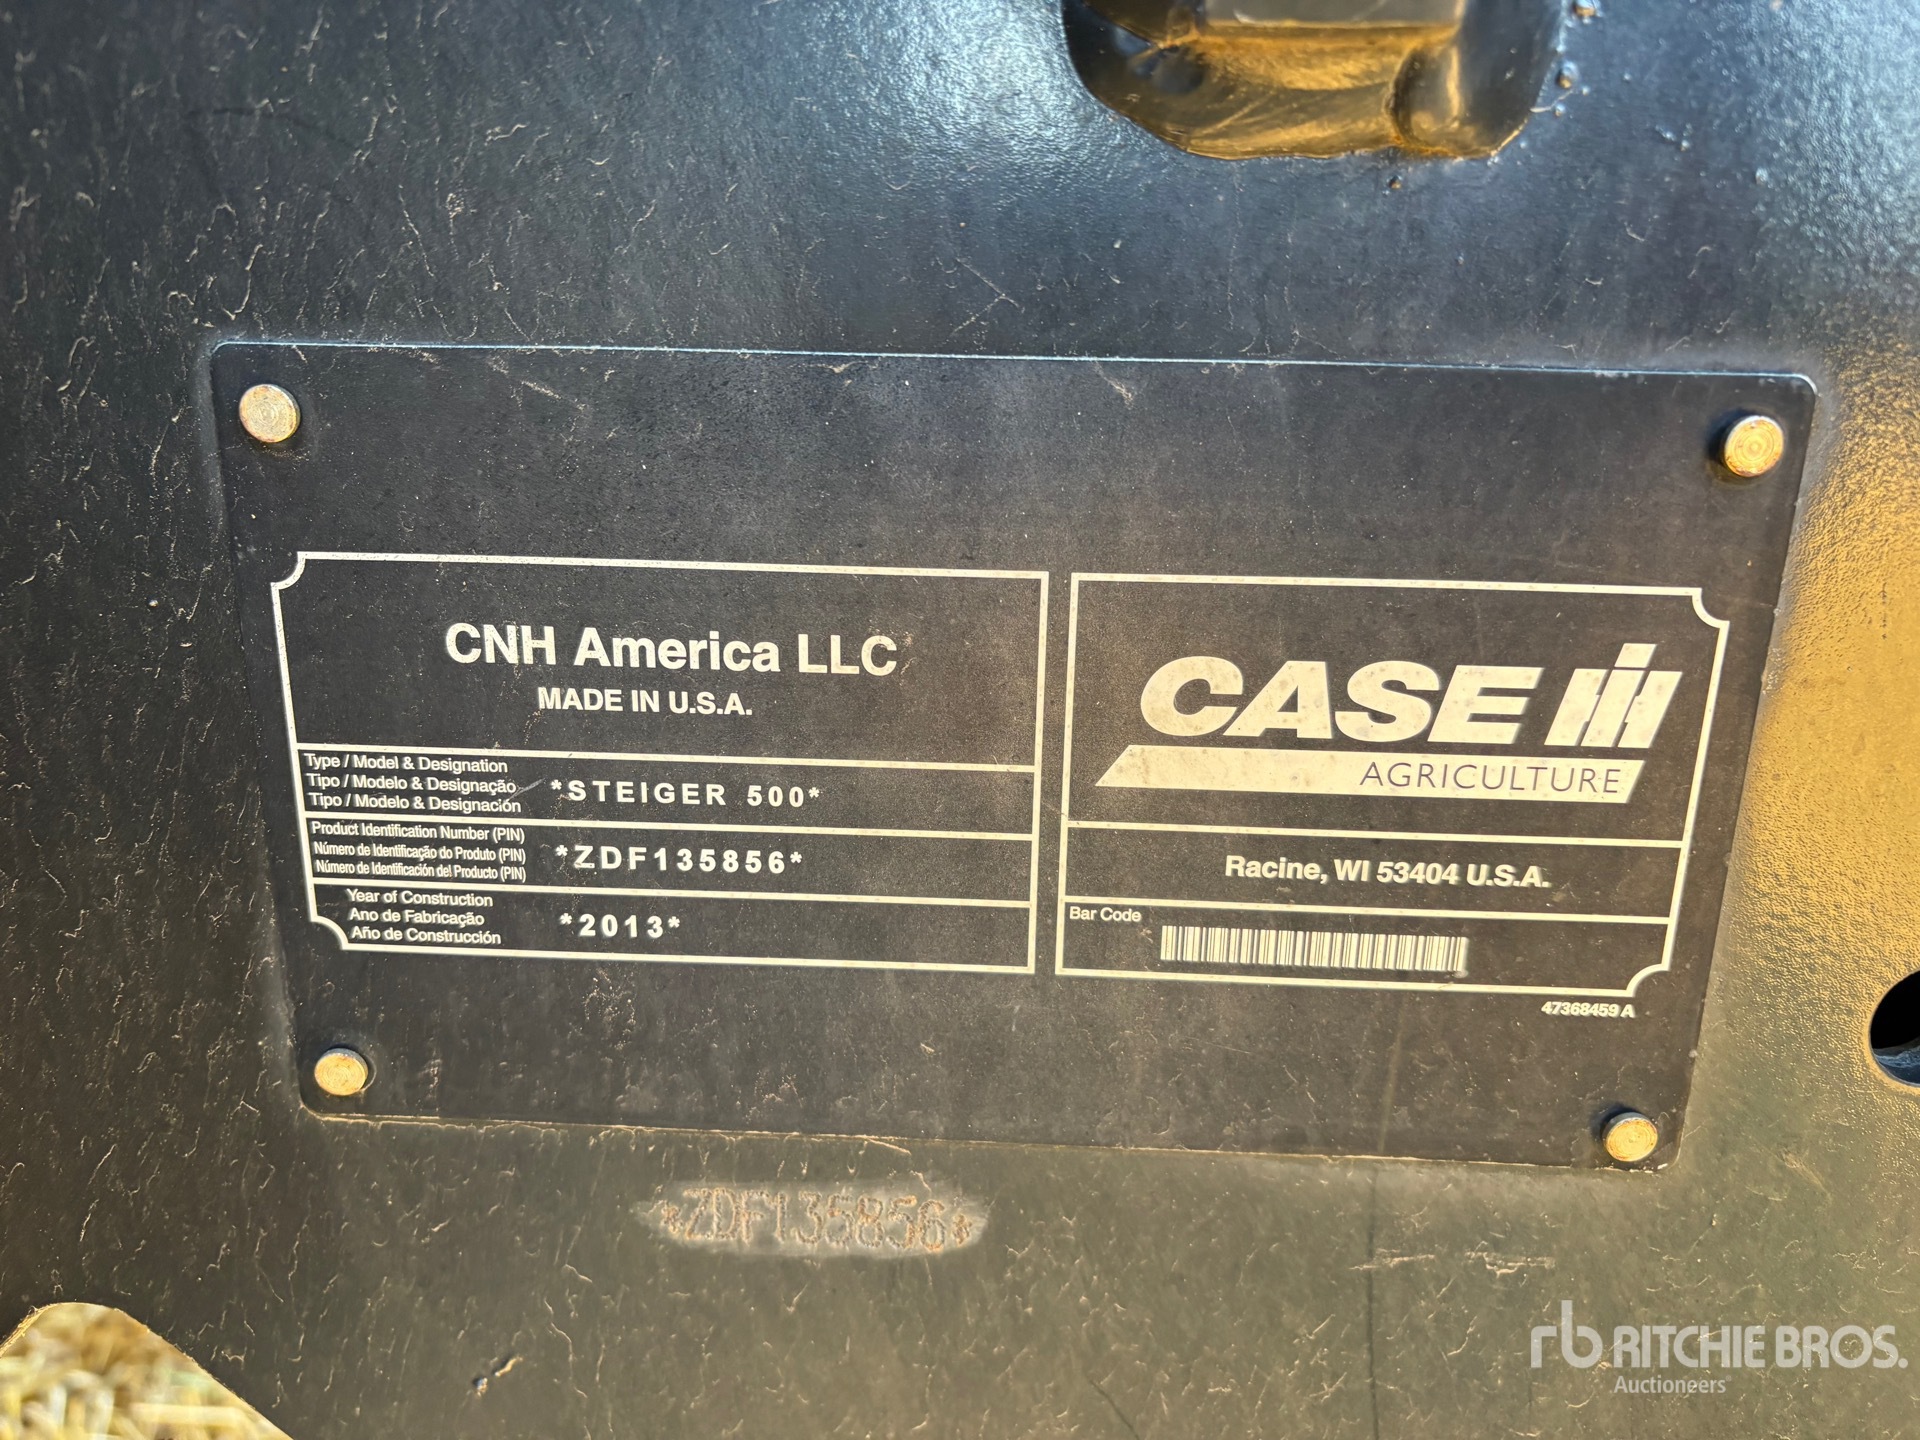 CNH America LLC
MADE IN U.S.A.
Type / Model & Designation
Tipo / Modelo & Designação
Tipo / Modelo & Designación
*STEIGER 500*
Product Identification Number (PIN)
Número de Identificação do Produto (PIN)
Número de Identificación del Producto (PIN)
*ZDF135856*
Year of Construction
Ano de Fabricação
Año de Construcción
*2013*
CASE IH
AGRICULTURE
Racine, WI 53404 U.S.A.
Bar Code
47368459 A
*ZDF135856*
rb RITCHIE BROS.
Auctioneers